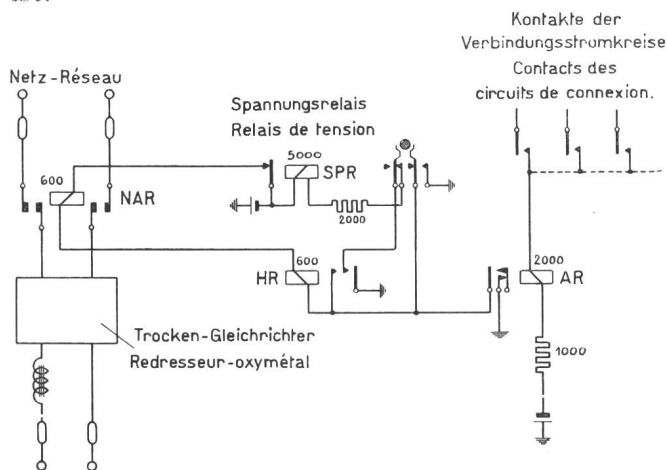 Kontakte der
Verbindungsstromkreise
Contacts des
circuits de connexion.
Netz-Réseau
Spannungsrelais
Relais de tension
5000
SPR
600
NAR
2000
600
HR
2000
AR
Trocken-Gleichrichter
Redresseur-oxymétal
1000